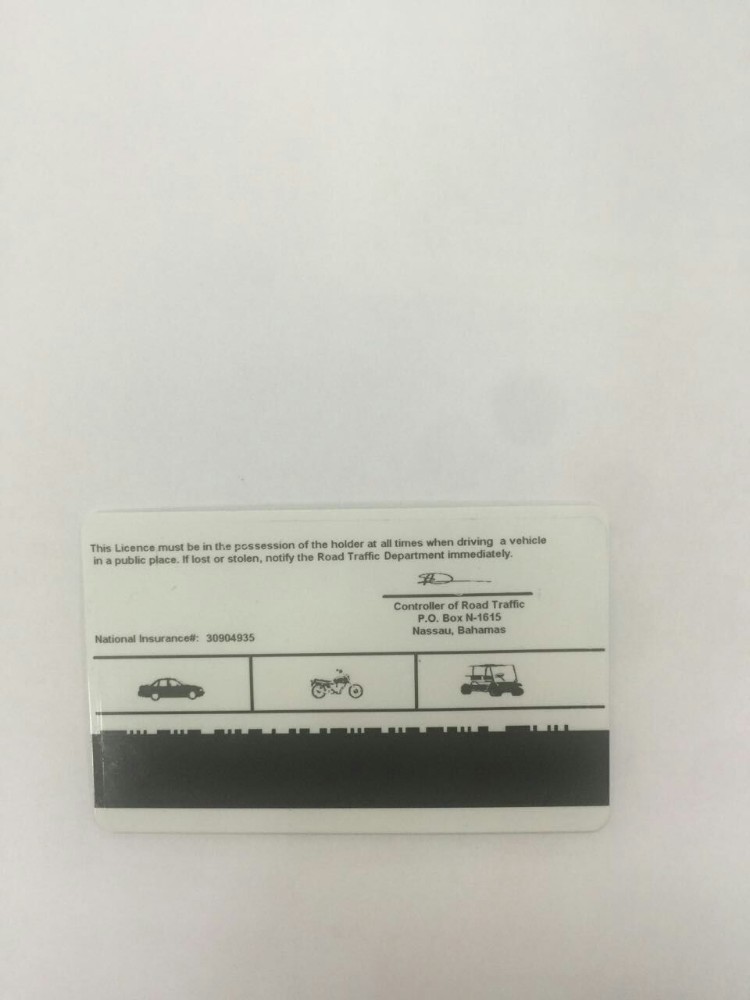 This Licence must be in the possession of the holder at all times when driving a vehicle
in a public place. If lost or stolen, notify the Road Traffic Department immediately.
Controller of Road Traffic
P.O. Box N-1615
Nassau, Bahamas
National Insurance#: 30904935